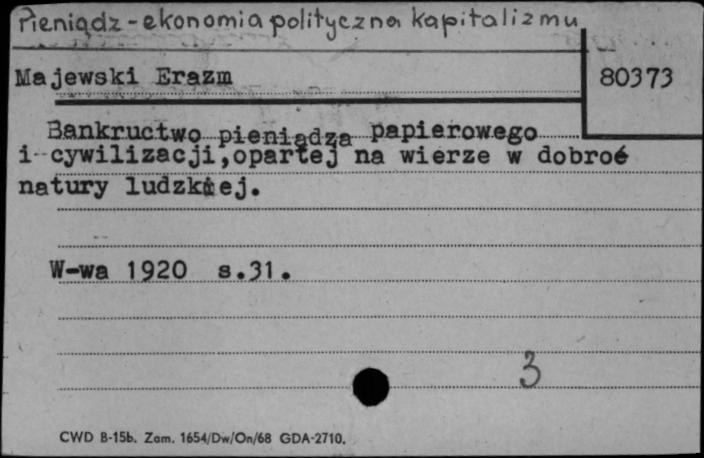 Pieniądz - ekonomia polityczna kapitalizmu
Majewski Erazm
80373
Bankructwo pieniądza papierowego
i cywilizacji, opartej na wierze w dobroć
natury ludzkiej.
W-wa 1920 s.31.
3
CWD B-15b. Zam. 1654/Dw/On/68 GDA-2710.